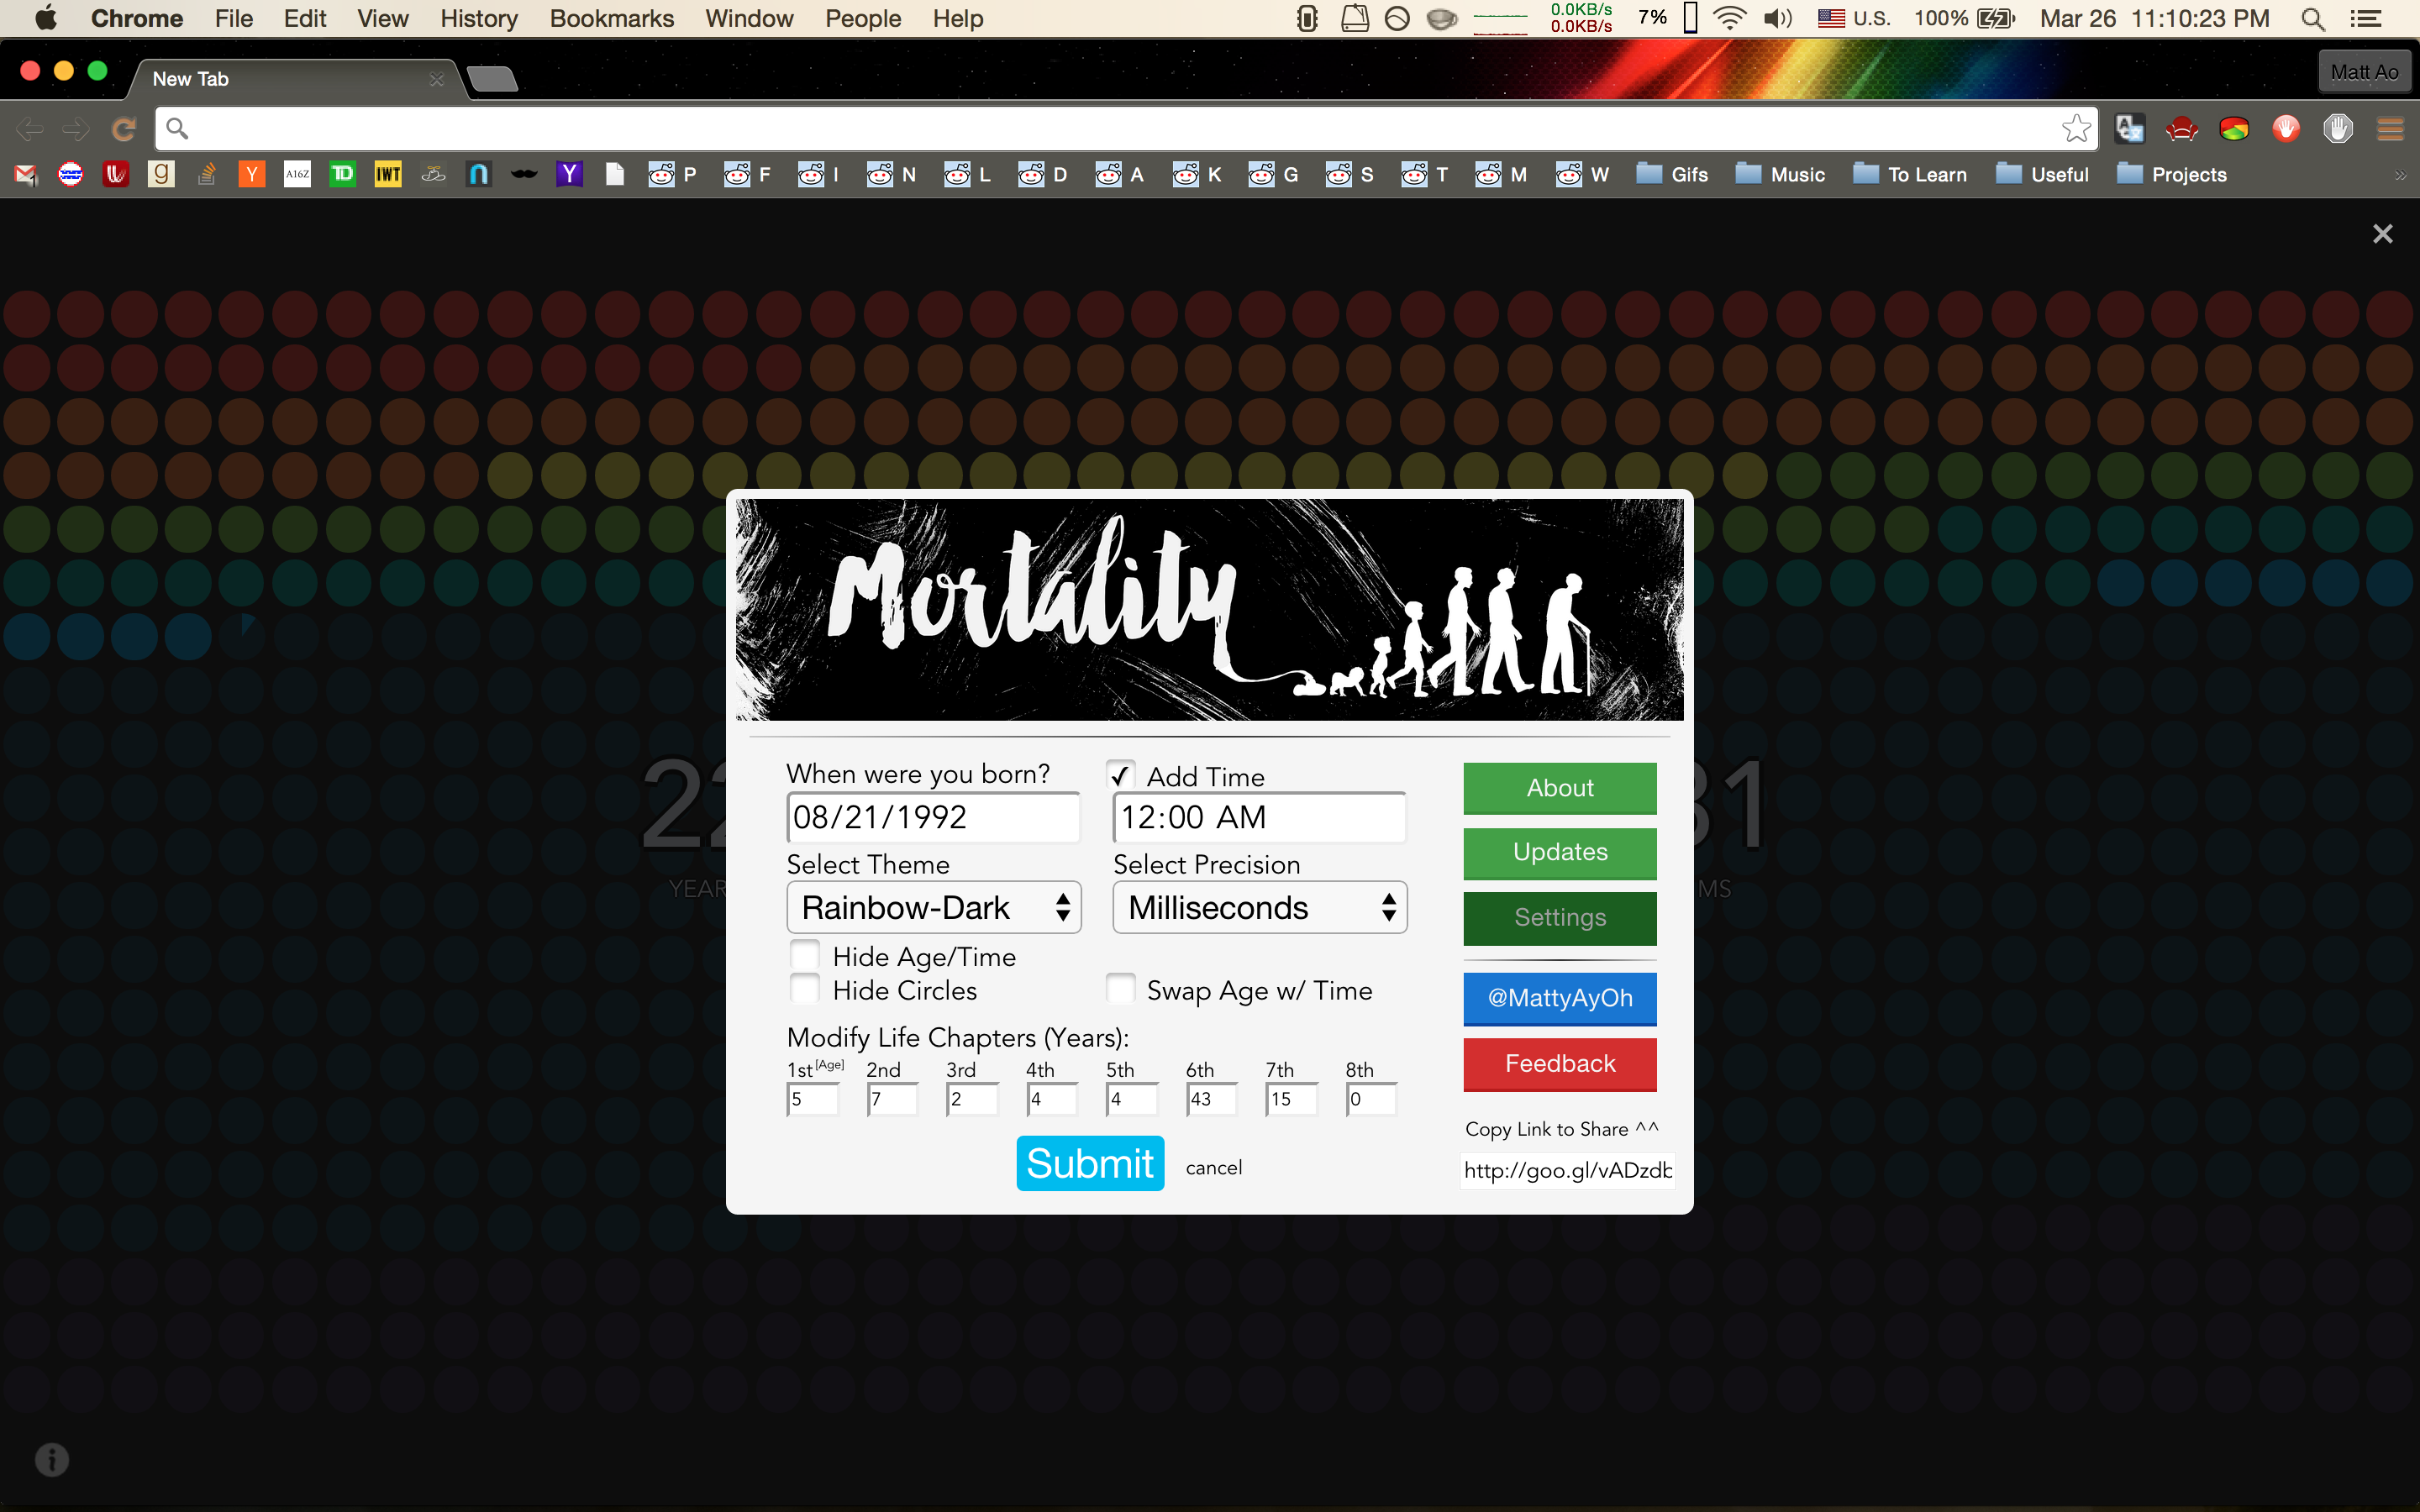 Chrome File Edit View History Bookmarks Window People Help 0.0KB/s 0.0KB/s 7% U.S. 100% Mar 26 11:10:23 PM
New Tab
Matt Ao
g Y A16Z TD IWT n Y P F I N L D A K G S T M W Gifs Music To Learn Useful Projects »
Mortality
When were you born? Add Time
08/21/1992 12:00 AM
Select Theme Select Precision
Rainbow-Dark Milliseconds
Hide Age/Time
Hide Circles Swap Age w/ Time
Modify Life Chapters (Years):
1st [Age] 2nd 3rd 4th 5th 6th 7th 8th
5 7 2 4 4 43 15 0
Submit cancel
About
Updates
Settings
@MattyAyOh
Feedback
Copy Link to Share ^^
http://goo.gl/vADzdb
MS